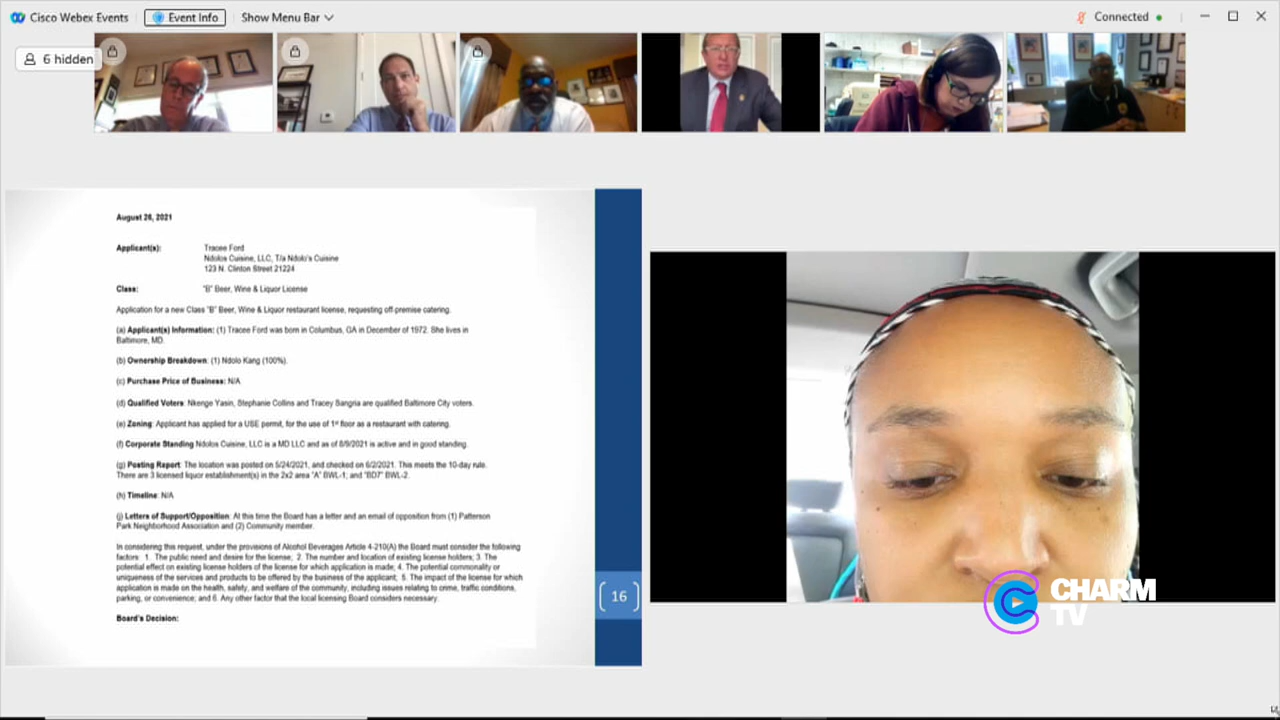 Cisco Webex Events
Event Info
Show Menu Bar
Connected
6 hidden
August 26, 2021
Applicant(s): Tracee Ford
Ndolos Cuisine, LLC, T/a Ndolo's Cuisine
123 N. Clinton Street 21224
Class: "B" Beer, Wine & Liquor License
Application for a new Class "B" Beer, Wine & Liquor restaurant license, requesting off-premise catering.
(a) Applicant(s) Information: (1) Tracee Ford was born in Columbus, GA in December of 1972. She lives in
Baltimore, MD.
(b) Ownership Breakdown: (1) Ndolo Kang (100%).
(c) Purchase Price of Business: N/A
(d) Qualified Voters: Nkenge Yasin, Stephanie Collins and Tracey Sangria are qualified Baltimore City voters.
(e) Zoning: Applicant has applied for a USE permit, for the use of 1st floor as a restaurant with catering.
(f) Corporate Standing Ndolos Cuisine, LLC is a MD LLC and as of 8/9/2021 is active and in good standing.
(g) Posting Report: The location was posted on 5/24/2021, and checked on 6/2/2021. This meets the 10-day rule.
There are 3 licensed liquor establishment(s) in the 2x2 area "A" BWL-1; and "BD7" BWL-2.
(h) Timeline: N/A
(j) Letters of Support/Opposition: At this time the Board has a letter and an email of opposition from (1) Patterson
Park Neighborhood Association and (2) Community member.
In considering this request, under the provisions of Alcohol Beverages Article 4-210(A) the Board must consider the following
factors: 1. The public need and desire for the license; 2. The number and location of existing license holders; 3. The
potential effect on existing license holders of the license for which application is made; 4. The potential commonality or
uniqueness of the services and products to be offered by the business of the applicant; 5. The impact of the license for which
application is made on the health, safety, and welfare of the community, including issues relating to crime, traffic conditions,
parking, or convenience; and 6. Any other factor that the local licensing Board considers necessary.
Board's Decision:
16
CHARM
TV